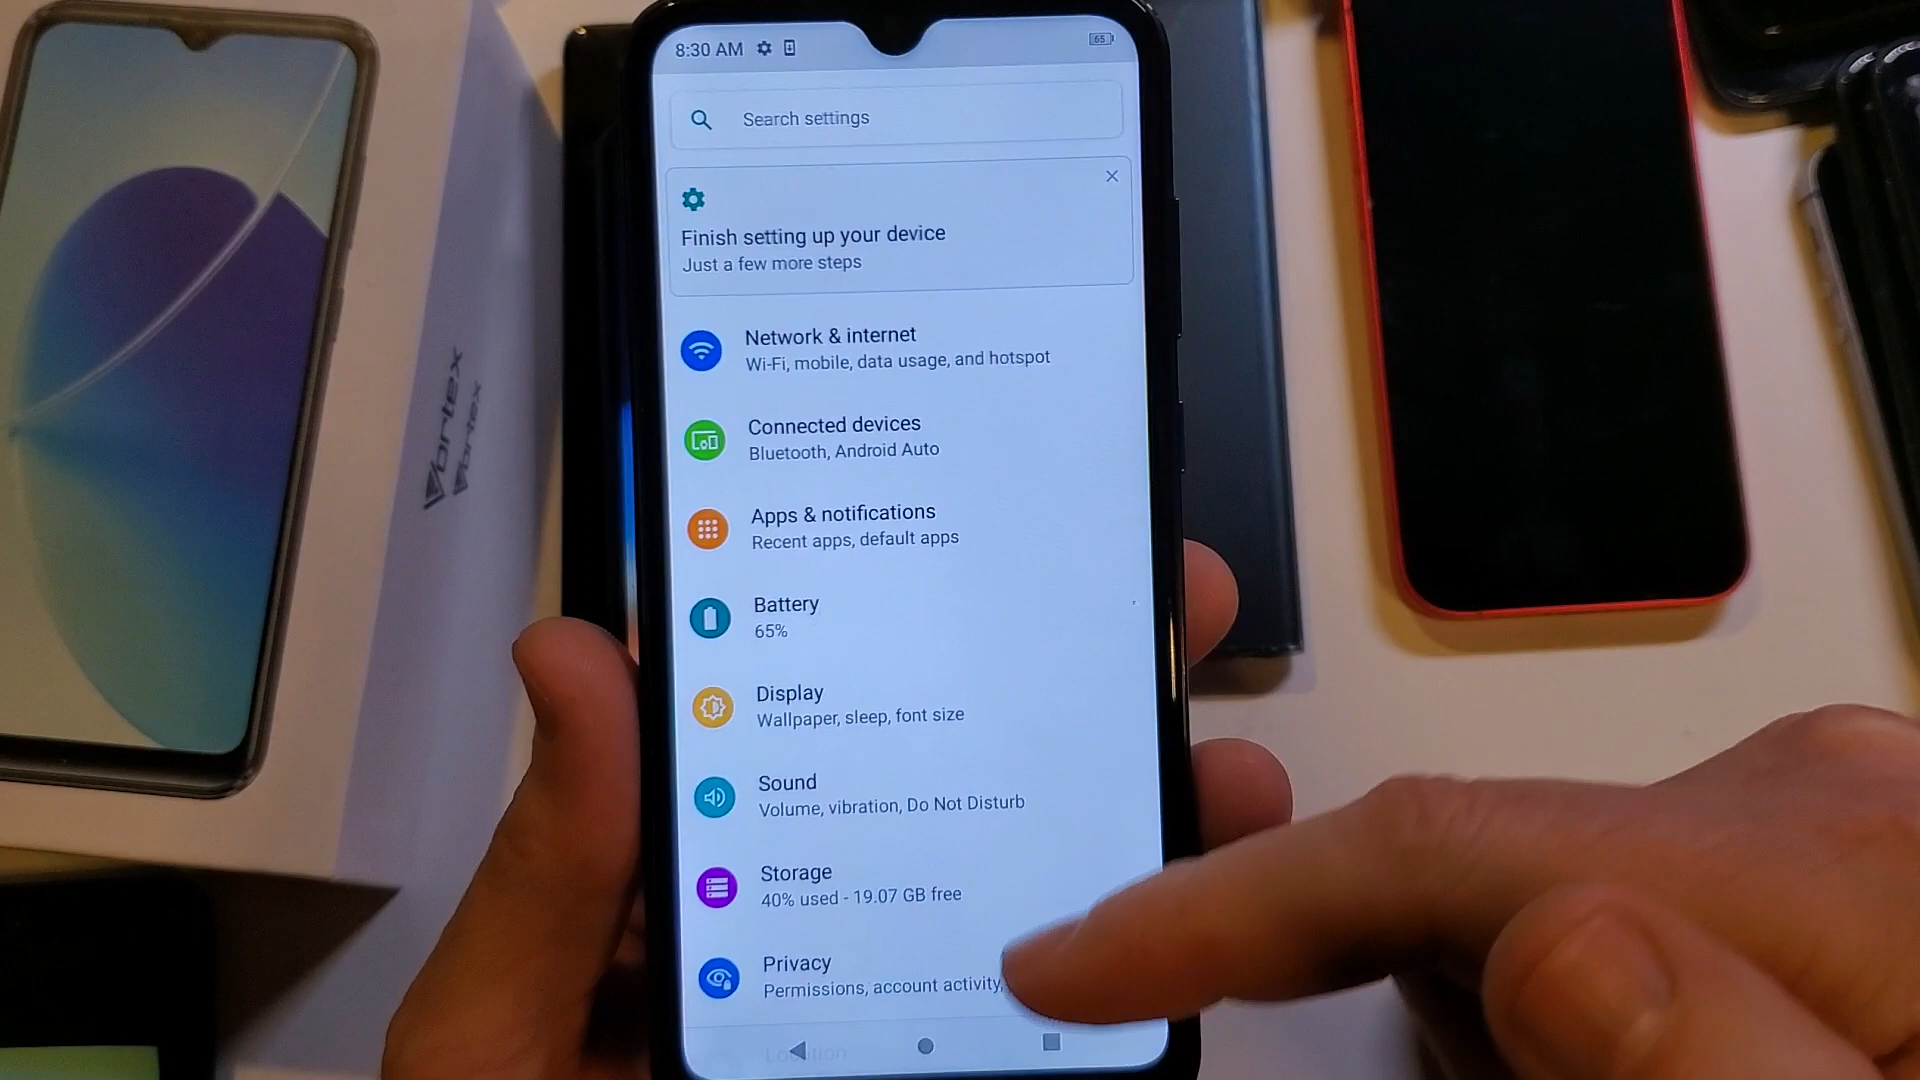 8:30 AM
65
Search settings
Finish setting up your device
Just a few more steps
Network & internet
Wi-Fi, mobile, data usage, and hotspot
Connected devices
Bluetooth, Android Auto
Apps & notifications
Recent apps, default apps
Battery
65%
Display
Wallpaper, sleep, font size
Sound
Volume, vibration, Do Not Disturb
Storage
40% used - 19.07 GB free
Privacy
Permissions, account activity,
Location
Vortex
Vortex